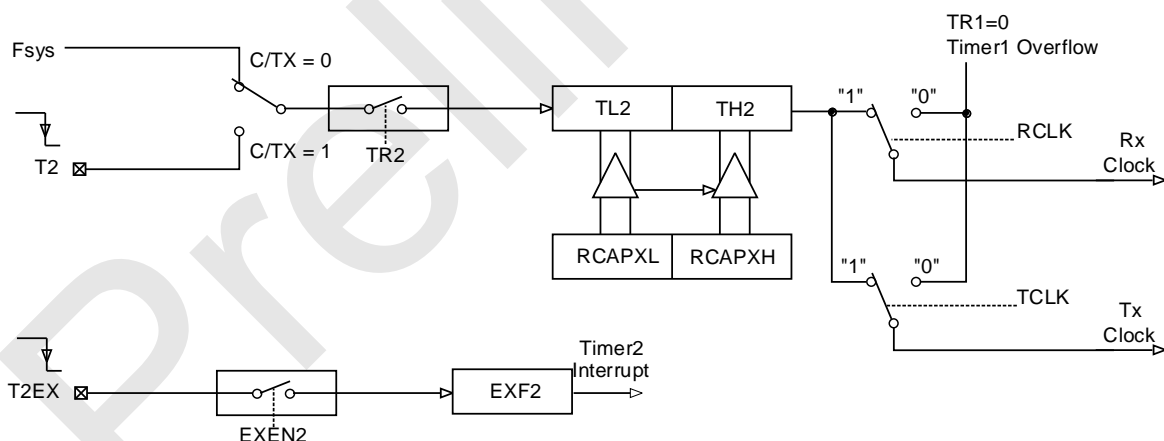 TR1=0
Timer1 Overflow
Fsys
C/TX = 0
TL2
TH2
"1"
"0"
RCLK
Rx
Clock
T2
C/TX = 1
TR2
RCAPXL
RCAPXH
"1"
"0"
TCLK
Tx
Clock
Timer2
Interrupt
T2EX
EXF2
EXEN2